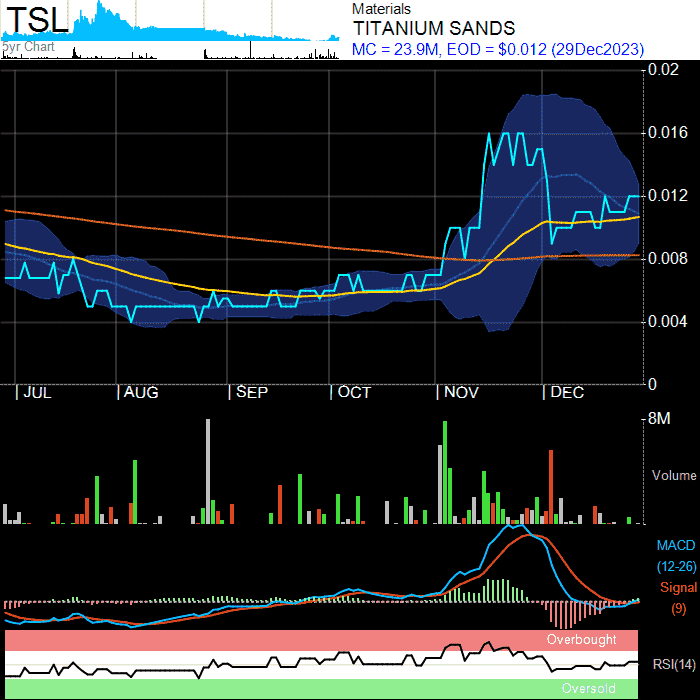 TSL
5yr Chart
Materials
TITANIUM SANDS
MC = 23.9M, EOD = $0.012 (29Dec2023)
0.02
0.016
0.012
0.008
0.004
0
| JUL | AUG | SEP | OCT | NOV | DEC
8M
Volume
MACD
(12-26)
Signal
(9)
Overbought
RSI(14)
Oversold